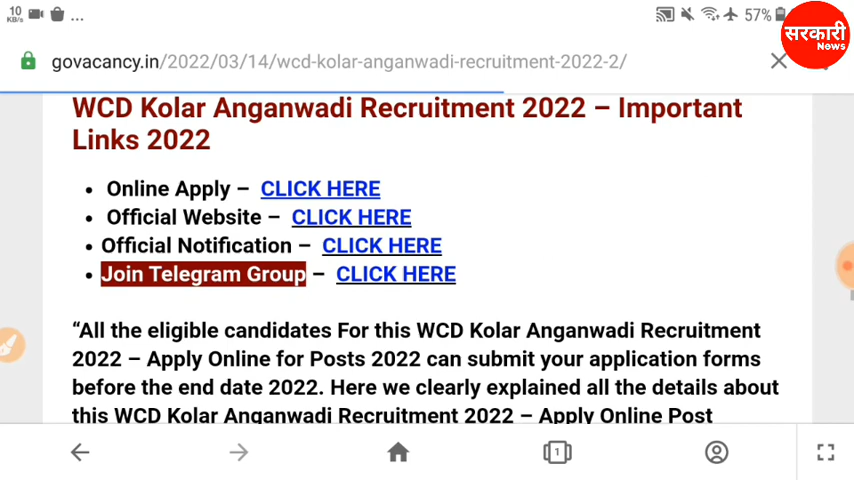 10
KB/s
...
57%
सरकारी
News
govacancy.in/2022/03/14/wcd-kolar-anganwadi-recruitment-2022-2/
WCD Kolar Anganwadi Recruitment 2022 – Important
Links 2022
• Online Apply – CLICK HERE
• Official Website – CLICK HERE
• Official Notification – CLICK HERE
• Join Telegram Group – CLICK HERE
“All the eligible candidates For this WCD Kolar Anganwadi Recruitment
2022 – Apply Online for Posts 2022 can submit your application forms
before the end date 2022. Here we clearly explained all the details about
this WCD Kolar Anganwadi Recruitment 2022 – Apply Online Post
1